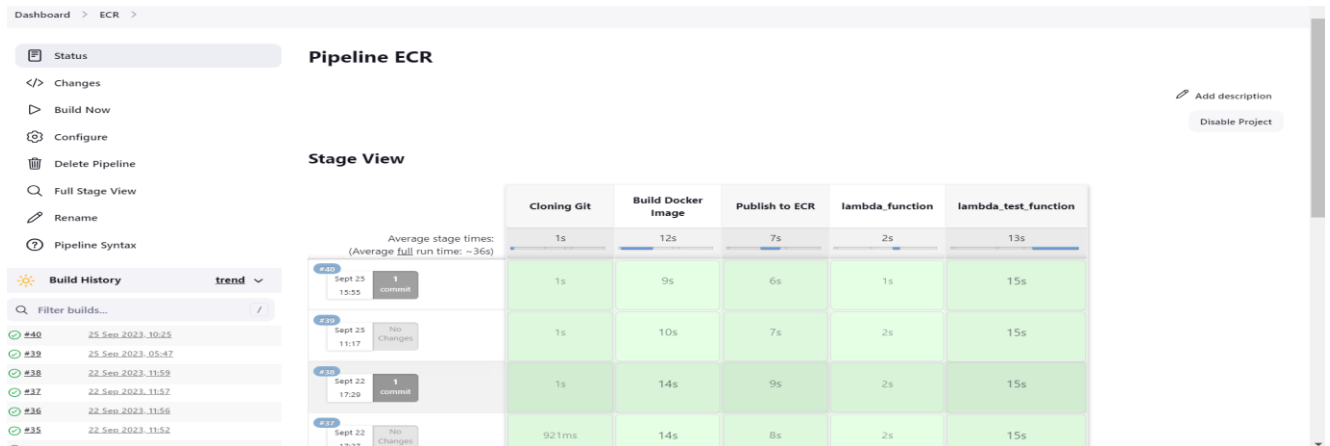 Dashboard > ECR >
Status
Changes
Build Now
Configure
Delete Pipeline
Full Stage View
Rename
Pipeline Syntax
Build History trend
Filter builds... /
#40 25 Sep 2023, 10:25
#39 25 Sep 2023, 05:47
#38 22 Sep 2023, 11:59
#37 22 Sep 2023, 11:57
#36 22 Sep 2023, 11:56
#35 22 Sep 2023, 11:52
Pipeline ECR
Add description
Disable Project
Stage View
Cloning Git
Build Docker
Image
Publish to ECR
lambda_function
lambda_test_function
Average stage times: 1s 12s 7s 2s 13s
(Average full run time: ~36s)
#40
Sept 25 1
15:55 commit
1s 9s 6s 1s 15s
#39
Sept 25 No
11:17 Changes
1s 10s 7s 2s 15s
#38
Sept 22 1
17:29 commit
1s 14s 9s 2s 15s
#37
Sept 22 No
17:27 Changes
921ms 14s 8s 2s 15s